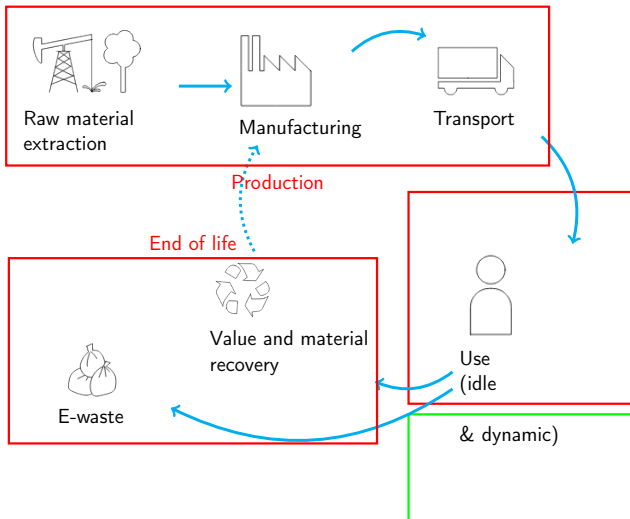 Raw material
extraction
Manufacturing
Transport
Production
End of life
Value and material
recovery
E-waste
Use
(idle
& dynamic)